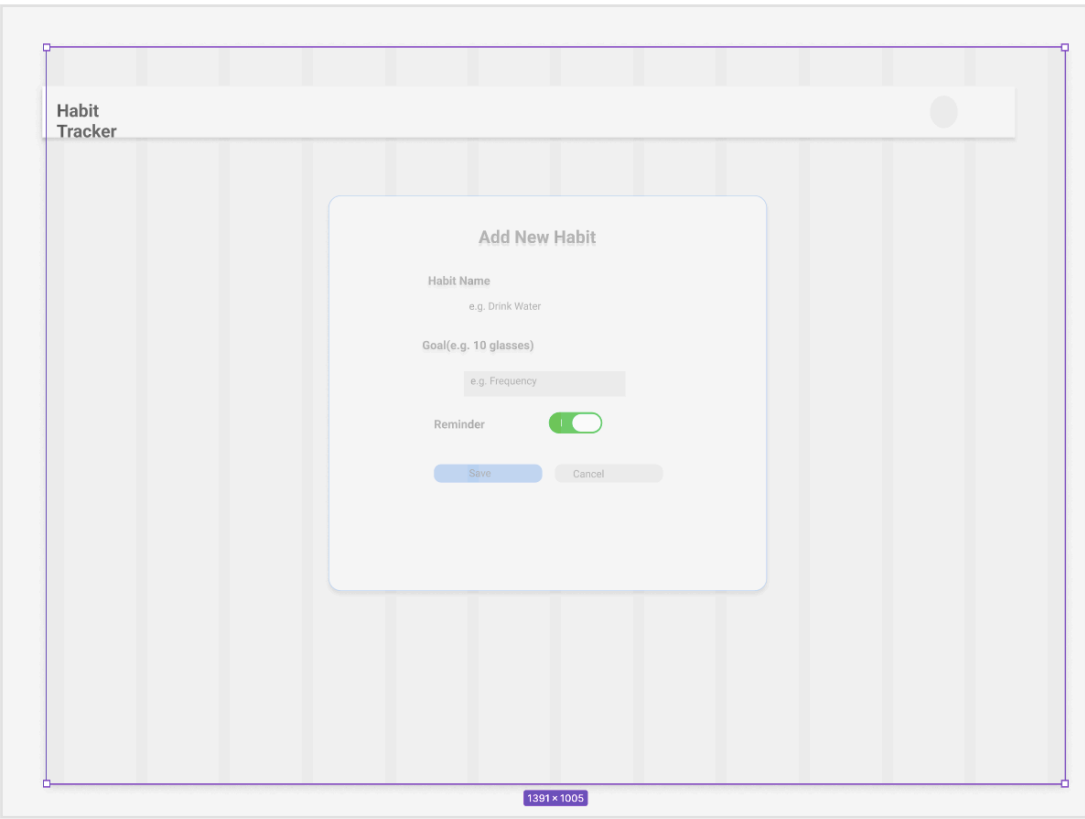 Habit
Tracker
Add New Habit
Habit Name
e.g. Drink Water
Goal(e.g. 10 glasses)
e.g. Frequency
Reminder
Save
Cancel
1391 × 1005